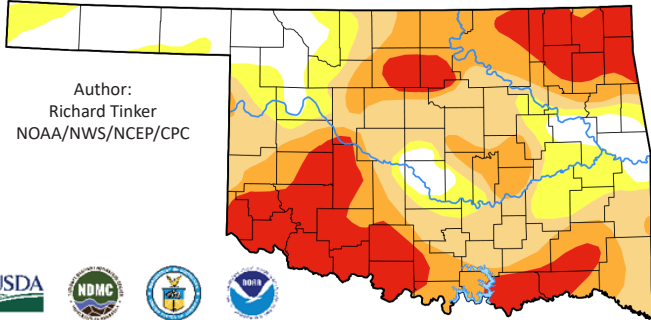 Author:
Richard Tinker
NOAA/NWS/NCEP/CPC
USDA
NDMC
NOAA